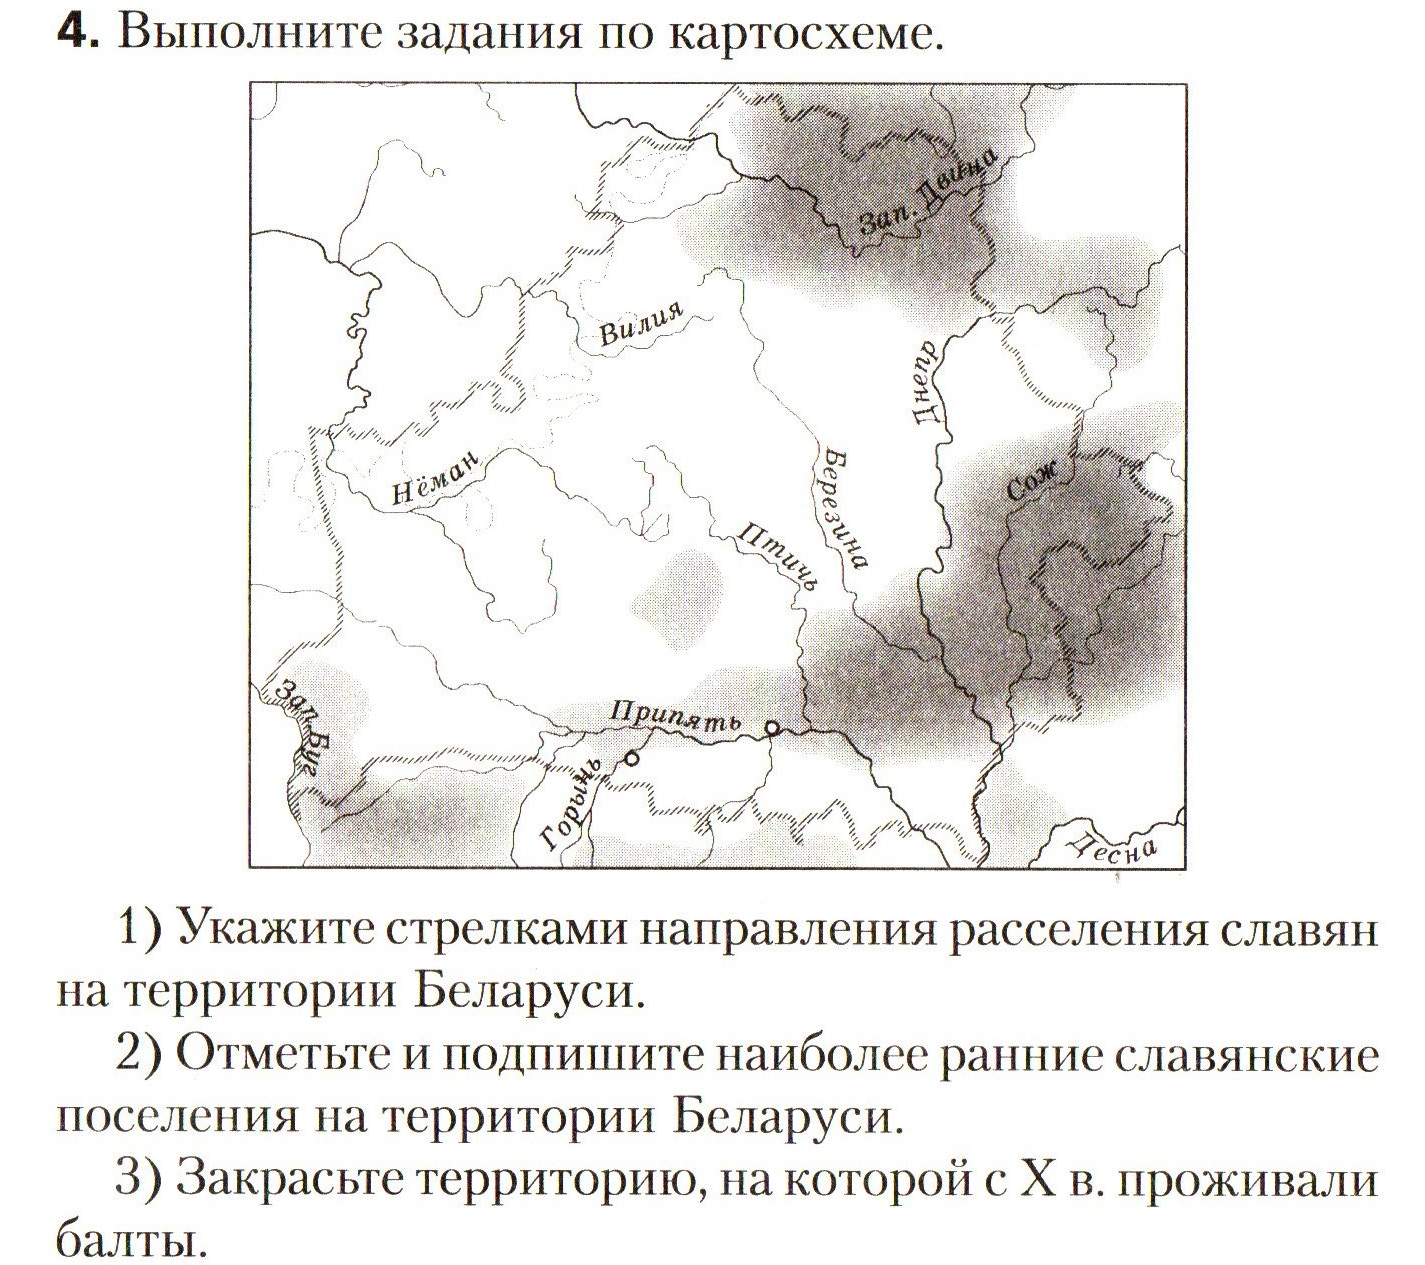 4. Выполните задания по картосхеме.
Зап. Двина
Вилия
Днепр
Нёман
Березина
Сож
Птичь
Зап. Буг
Припять
Горынь
Десна
1) Укажите стрелками направления расселения славян
на территории Беларуси.
2) Отметьте и подпишите наиболее ранние славянские
поселения на территории Беларуси.
3) Закрасьте территорию, на которой с X в. проживали
балты.